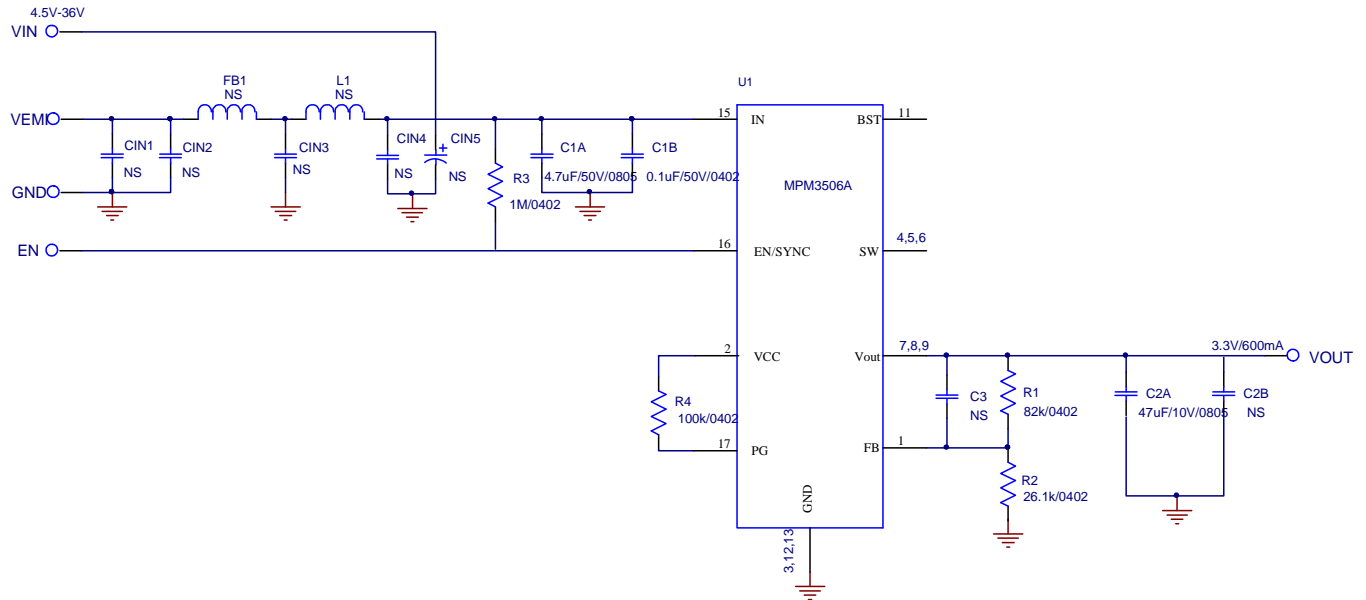 4.5V-36V
VIN
FB1
NS
L1
NS
U1
VEMI
15
IN
BST
11
CIN1
NS
CIN2
NS
CIN3
NS
CIN4
NS
+
CIN5
NS
R3
1M/0402
C1A
4.7uF/50V/0805
C1B
0.1uF/50V/0402
MPM3506A
GND
EN
16
EN/SYNC
SW
4,5,6
2
VCC
Vout
7,8,9
3.3V/600mA
VOUT
R4
100k/0402
C3
NS
R1
82k/0402
C2A
47uF/10V/0805
C2B
NS
17
PG
FB
1
R2
26.1k/0402
GND
3,12,13